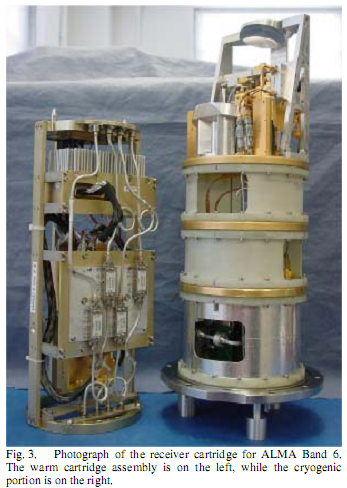 Fig. 3. Photograph of the receiver cartridge for ALMA Band 6.
The warm cartridge assembly is on the left, while the cryogenic
portion is on the right.